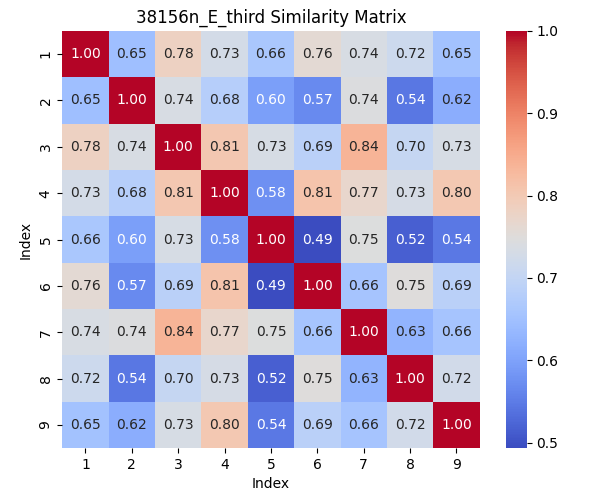 38156n_E_third Similarity Matrix
1 1.00 0.65 0.78 0.73 0.66 0.76 0.74 0.72 0.65
2 0.65 1.00 0.74 0.68 0.60 0.57 0.74 0.54 0.62
3 0.78 0.74 1.00 0.81 0.73 0.69 0.84 0.70 0.73
4 0.73 0.68 0.81 1.00 0.58 0.81 0.77 0.73 0.80
5 0.66 0.60 0.73 0.58 1.00 0.49 0.75 0.52 0.54
6 0.76 0.57 0.69 0.81 0.49 1.00 0.66 0.75 0.69
7 0.74 0.74 0.84 0.77 0.75 0.66 1.00 0.63 0.66
8 0.72 0.54 0.70 0.73 0.52 0.75 0.63 1.00 0.72
9 0.65 0.62 0.73 0.80 0.54 0.69 0.66 0.72 1.00
1 2 3 4 5 6 7 8 9
Index
Index
1.0
0.9
0.8
0.7
0.6
0.5